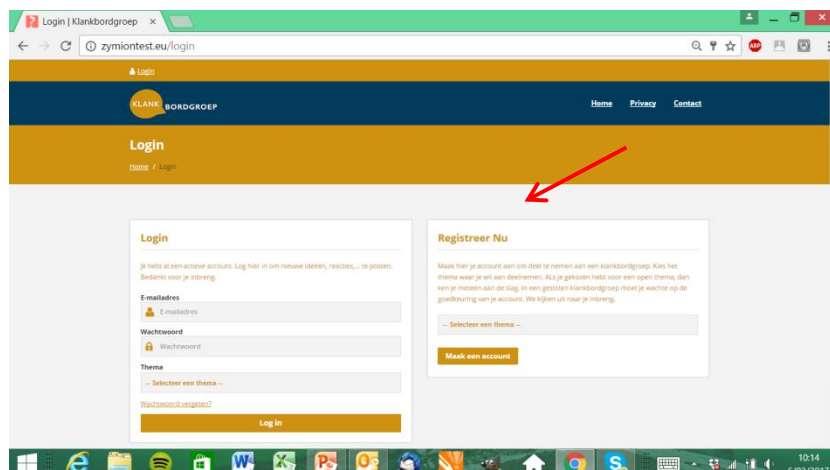 Login | Klankbordgroep
zymiontest.eu/login
ABP
Login
KLANK BORDGROEP
Home Privacy Contact
Login
Home / Login
Login
Je hebt al een actieve account. Log hier in om nieuwe ideeën, reacties,... te posten.
Bedankt voor je inbreng.
E-mailadres
E-mailadres
Wachtwoord
Wachtwoord
Thema
-- Selecteer een thema --
Wachtwoord vergeten?
Log in
Registreer Nu
Maak hier je account aan om deel te nemen aan een klankbordgroep. Kies het
thema waar je wil aan deelnemen. ALs je gekozen hebt voor een open thema, dan
ken je meteen aan de slag. In een gesloten klankbordgroep moet je wachte op de
goedkeuring van je account. We kijken uit naar je inbreng.
-- Selecteer een thema --
Maak een account
10:14